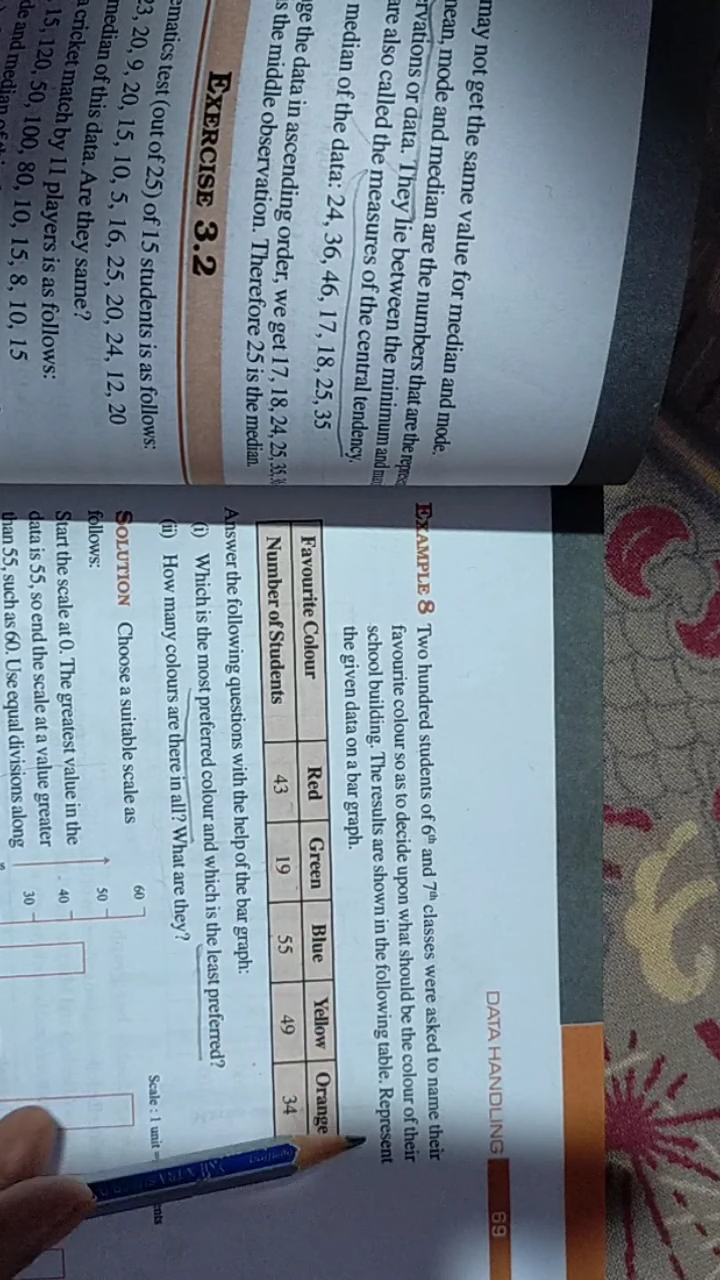 may not get the same value for median and mode.
mean, mode and median are the numbers that are the
observations or data. They lie between the minimum and
are also called the measures of the central tendency.
median of the data: 24, 36, 46, 17, 18, 25, 35
ge the data in ascending order, we get 17, 18, 24, 25, 35,
s the middle observation. Therefore 25 is the median.
EXERCISE 3.2
ematics test (out of 25) of 15 students is as follows:
23, 20, 9, 20, 15, 10, 5, 16, 25, 20, 24, 12, 20
median of this data. Are they same?
a cricket match by 11 players is as follows:
15, 120, 50, 100, 80, 10, 15, 8, 10, 15
de and median of
DATA HANDLING 69
EXAMPLE 8 Two hundred students of 6th and 7th classes were asked to name their
favourite colour so as to decide upon what should be the colour of their
school building. The results are shown in the following table. Represent
the given data on a bar graph.
Favourite Colour Red Green Blue Yellow Orange
Number of Students 43 19 55 49 34
Answer the following questions with the help of the bar graph:
(i) Which is the most preferred colour and which is the least preferred?
(ii) How many colours are there in all? What are they?
SOLUTION Choose a suitable scale as
follows:
Start the scale at 0. The greatest value in the
data is 55, so end the scale at a value greater
than 55, such as 60. Use equal divisions along
Scale : 1 unit =
60
50
40
30